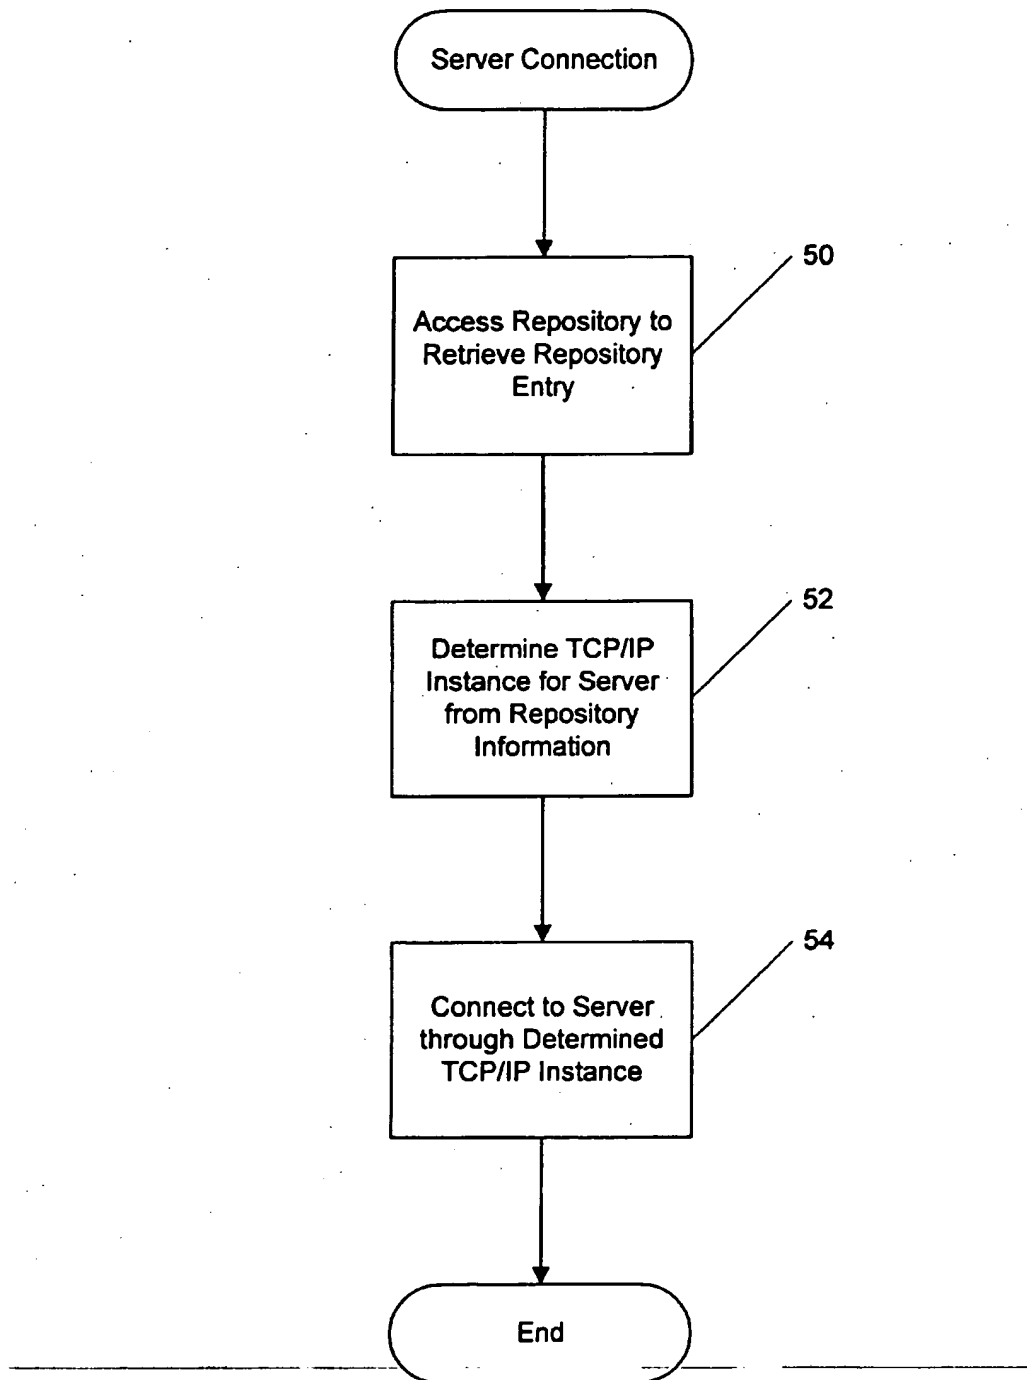 Server Connection
50
Access Repository to
Retrieve Repository
Entry
52
Determine TCP/IP
Instance for Server
from Repository
Information
54
Connect to Server
through Determined
TCP/IP Instance
End